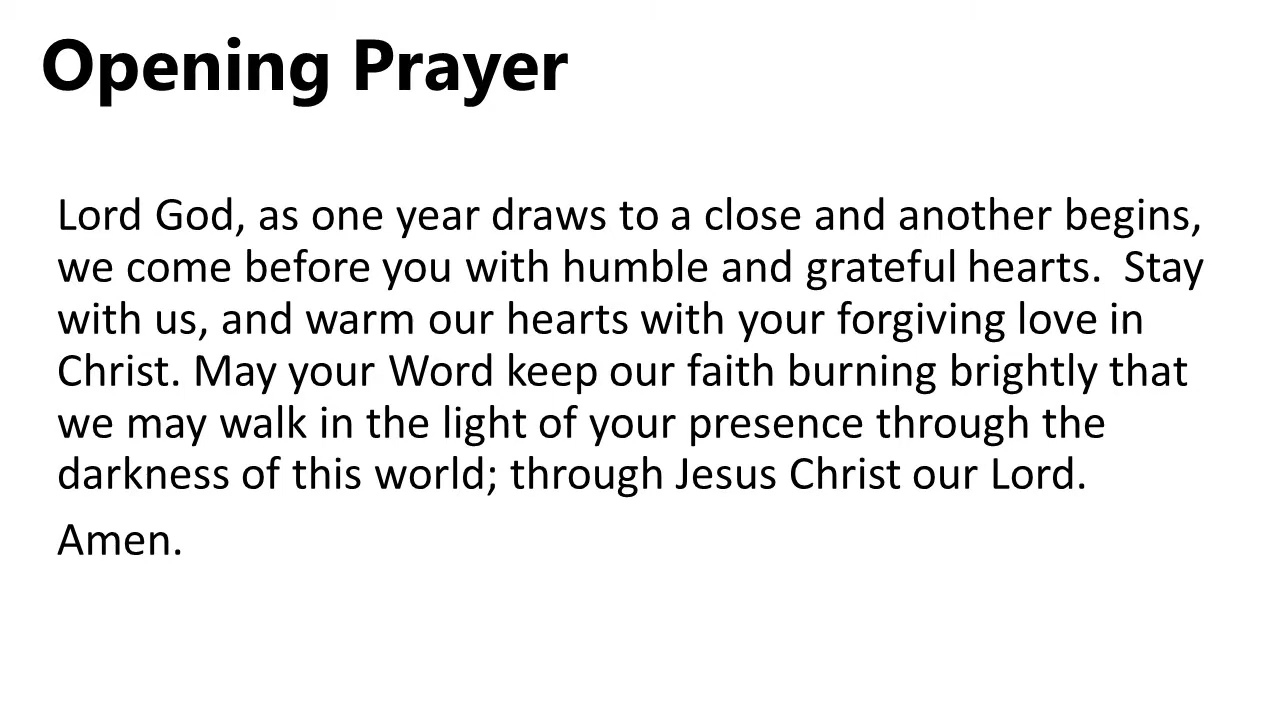 Opening Prayer
Lord God, as one year draws to a close and another begins,
we come before you with humble and grateful hearts.  Stay
with us, and warm our hearts with your forgiving love in
Christ. May your Word keep our faith burning brightly that
we may walk in the light of your presence through the
darkness of this world; through Jesus Christ our Lord.
Amen.